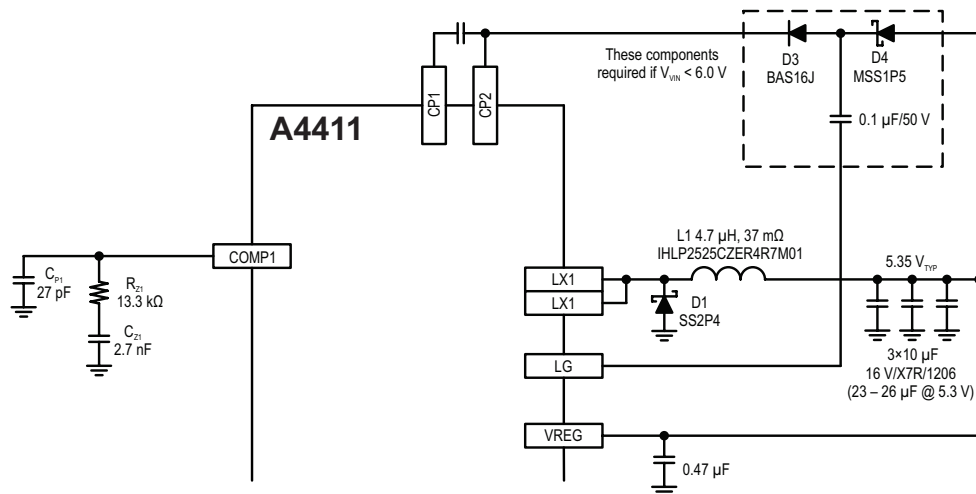 These components
required if V_VIN < 6.0 V
D3
BAS16J
D4
MSS1P5
0.1 µF/50 V
CP1
CP2
A4411
COMP1
C_P1
27 pF
R_Z1
13.3 kΩ
C_Z1
2.7 nF
L1 4.7 µH, 37 mΩ
IHLP2525CZER4R7M01
5.35 V_TYP
LX1
LX1
D1
SS2P4
3×10 µF
16 V/X7R/1206
(23 – 26 µF @ 5.3 V)
LG
VREG
0.47 µF